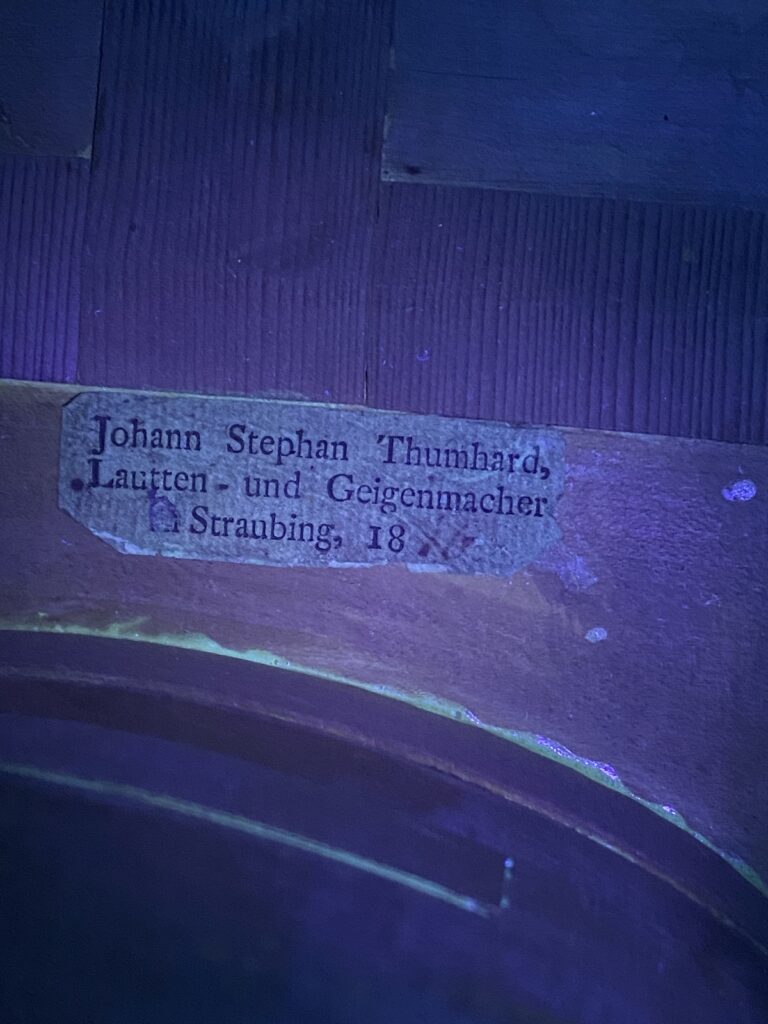 Johann Stephan Thumhard,
Lautten - und Geigenmacher
Straubing, 18